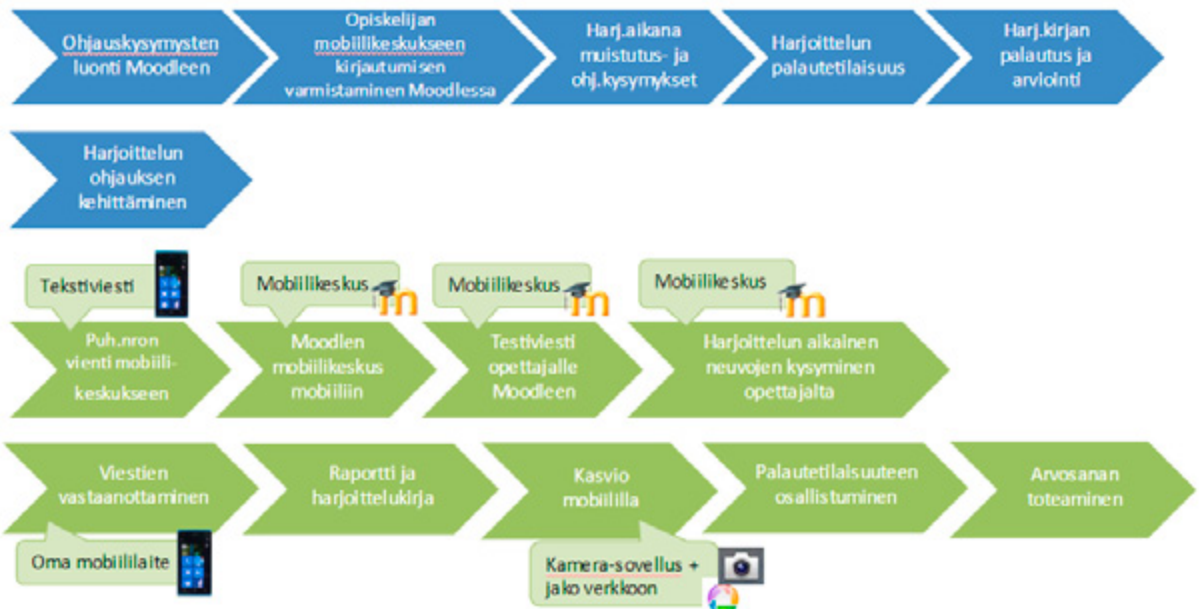 Ohjauskysymysten
luonti Moodleen
Opiskelijan
mobiilikeskukseen
kirjautumisen
varmistaminen Moodlessa
Harj.aikana
muistutus- ja
ohj.kysymykset
Harjoittelun
palautetilaisuus
Harj.kirjan
palautus ja
arviointi
Harjoittelun
ohjauksen
kehittäminen
Tekstiviesti
Mobiilikeskus
Mobiilikeskus
Mobiilikeskus
Puh.nron
vienti mobiili-
keskukseen
Moodlen
mobiilikeskus
mobiiliin
Testiviesti
opettajalle
Moodleen
Harjoittelun aikainen
neuvojen kysyminen
opettajalta
Viestien
vastaanottaminen
Raportti ja
harjoittelukirja
Kasvio
mobiililla
Palautetilaisuuteen
osallistuminen
Arvosanan
toteaminen
Oma mobiililaite
Kamera-sovellus +
jako verkkoon